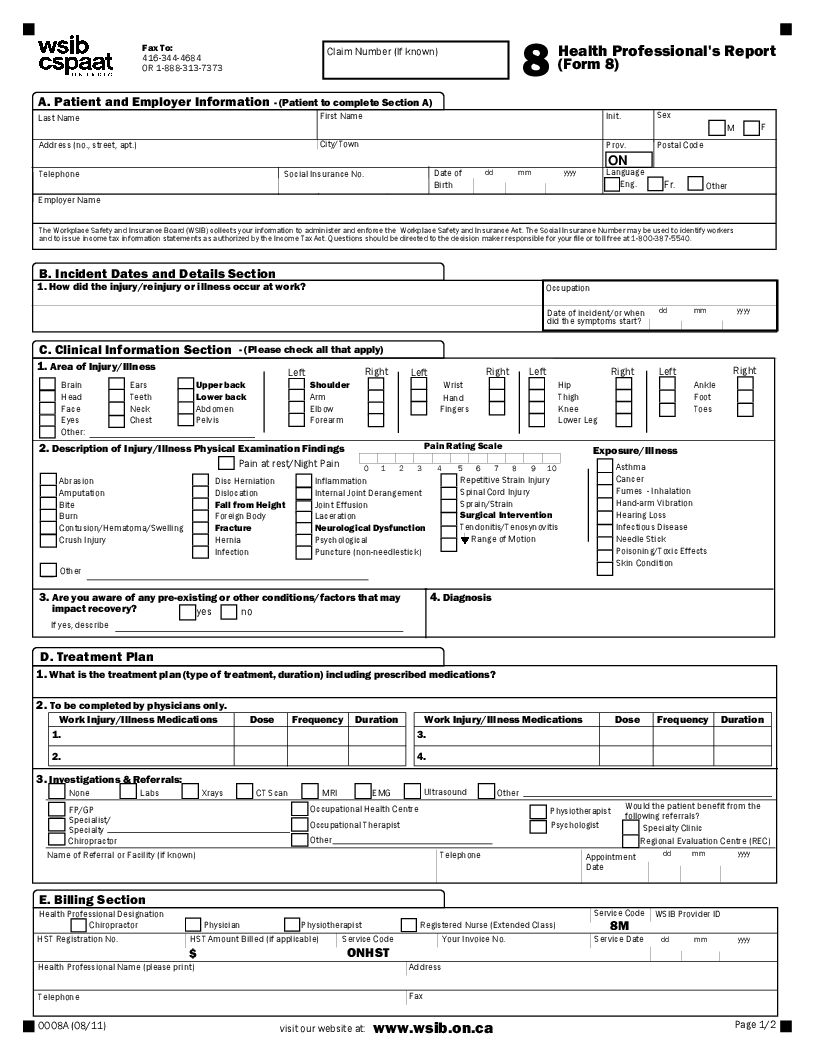 wsib
cspaat
ONTARIO
Fax To:
416-344-4684
OR 1-888-313-7373
Claim Number (If known)
8
Health Professional's Report
(Form 8)
A. Patient and Employer Information - (Patient to complete Section A)
Last Name First Name Init. Sex
M F
Address (no., street, apt.) City/Town Prov. Postal Code
ON
Telephone Social Insurance No. Date of Birth dd mm yyyy Language
Eng. Fr. Other
Employer Name
The Workplace Safety and Insurance Board (WSIB) collects your information to administer and enforce the Workplace Safety and Insurance Act. The Social Insurance Number may be used to identify workers
and to issue income tax information statements as authorized by the Income Tax Act. Questions should be directed to the decision maker responsible for your file or toll free at 1-800-387-5540.
B. Incident Dates and Details Section
1. How did the injury/reinjury or illness occur at work? Occupation
Date of incident/or when dd mm yyyy
did the symptoms start?
C. Clinical Information Section - (Please check all that apply)
1. Area of Injury/Illness
Left Right Left Right Left Right Left Right
Brain Ears Upper back Shoulder Wrist Hip Ankle
Head Teeth Lower back Arm Hand Thigh Foot
Face Neck Abdomen Elbow Fingers Knee Toes
Eyes Chest Pelvis Forearm Lower Leg
Other:
2. Description of Injury/Illness Physical Examination Findings Pain Rating Scale Exposure/Illness
Pain at rest/Night Pain
0 1 2 3 4 5 6 7 8 9 10
Abrasion Disc Herniation Inflammation Repetitive Strain Injury Asthma
Amputation Dislocation Internal Joint Derangement Spinal Cord Injury Cancer
Bite Fall from Height Joint Effusion Sprain/Strain Fumes - Inhalation
Burn Foreign Body Laceration Surgical Intervention Hand-arm Vibration
Contusion/Hematoma/Swelling Fracture Neurological Dysfunction Tendonitis/Tenosynovitis Hearing Loss
Crush Injury Hernia Psychological ▼ Range of Motion Infectious Disease
Infection Puncture (non-needlestick) Needle Stick
Poisoning/Toxic Effects
Other Skin Condition
3. Are you aware of any pre-existing or other conditions/factors that may 4. Diagnosis
impact recovery? yes no
If yes, describe
D. Treatment Plan
1. What is the treatment plan (type of treatment, duration) including prescribed medications?
2. To be completed by physicians only.
Work Injury/Illness Medications Dose Frequency Duration Work Injury/Illness Medications Dose Frequency Duration
1. 3.
2. 4.
3. Investigations & Referrals:
None Labs Xrays CT Scan MRI EMG Ultrasound Other
FP/GP Occupational Health Centre Physiotherapist Would the patient benefit from the
following referrals?
Specialist/
Specialty Occupational Therapist Psychologist Specialty Clinic
Chiropractor Other Regional Evaluation Centre (REC)
Name of Referral or Facility (if known) Telephone Appointment Date dd mm yyyy
E. Billing Section
Health Professional Designation Service Code WSIB Provider ID
Chiropractor Physician Physiotherapist Registered Nurse (Extended Class) 8M
HST Registration No. HST Amount Billed (if applicable) Service Code Your Invoice No. Service Date dd mm yyyy
$ ONHST
Health Professional Name (please print) Address
Telephone Fax
0008A (08/11) visit our website at: www.wsib.on.ca Page 1/2